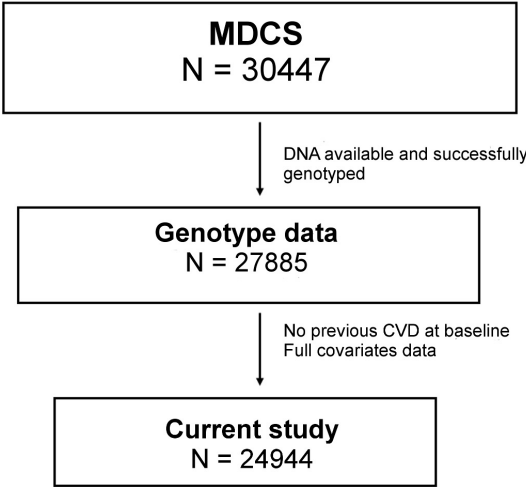 MDCS
N = 30447
DNA available and successfully
genotyped
Genotype data
N = 27885
No previous CVD at baseline
Full covariates data
Current study
N = 24944